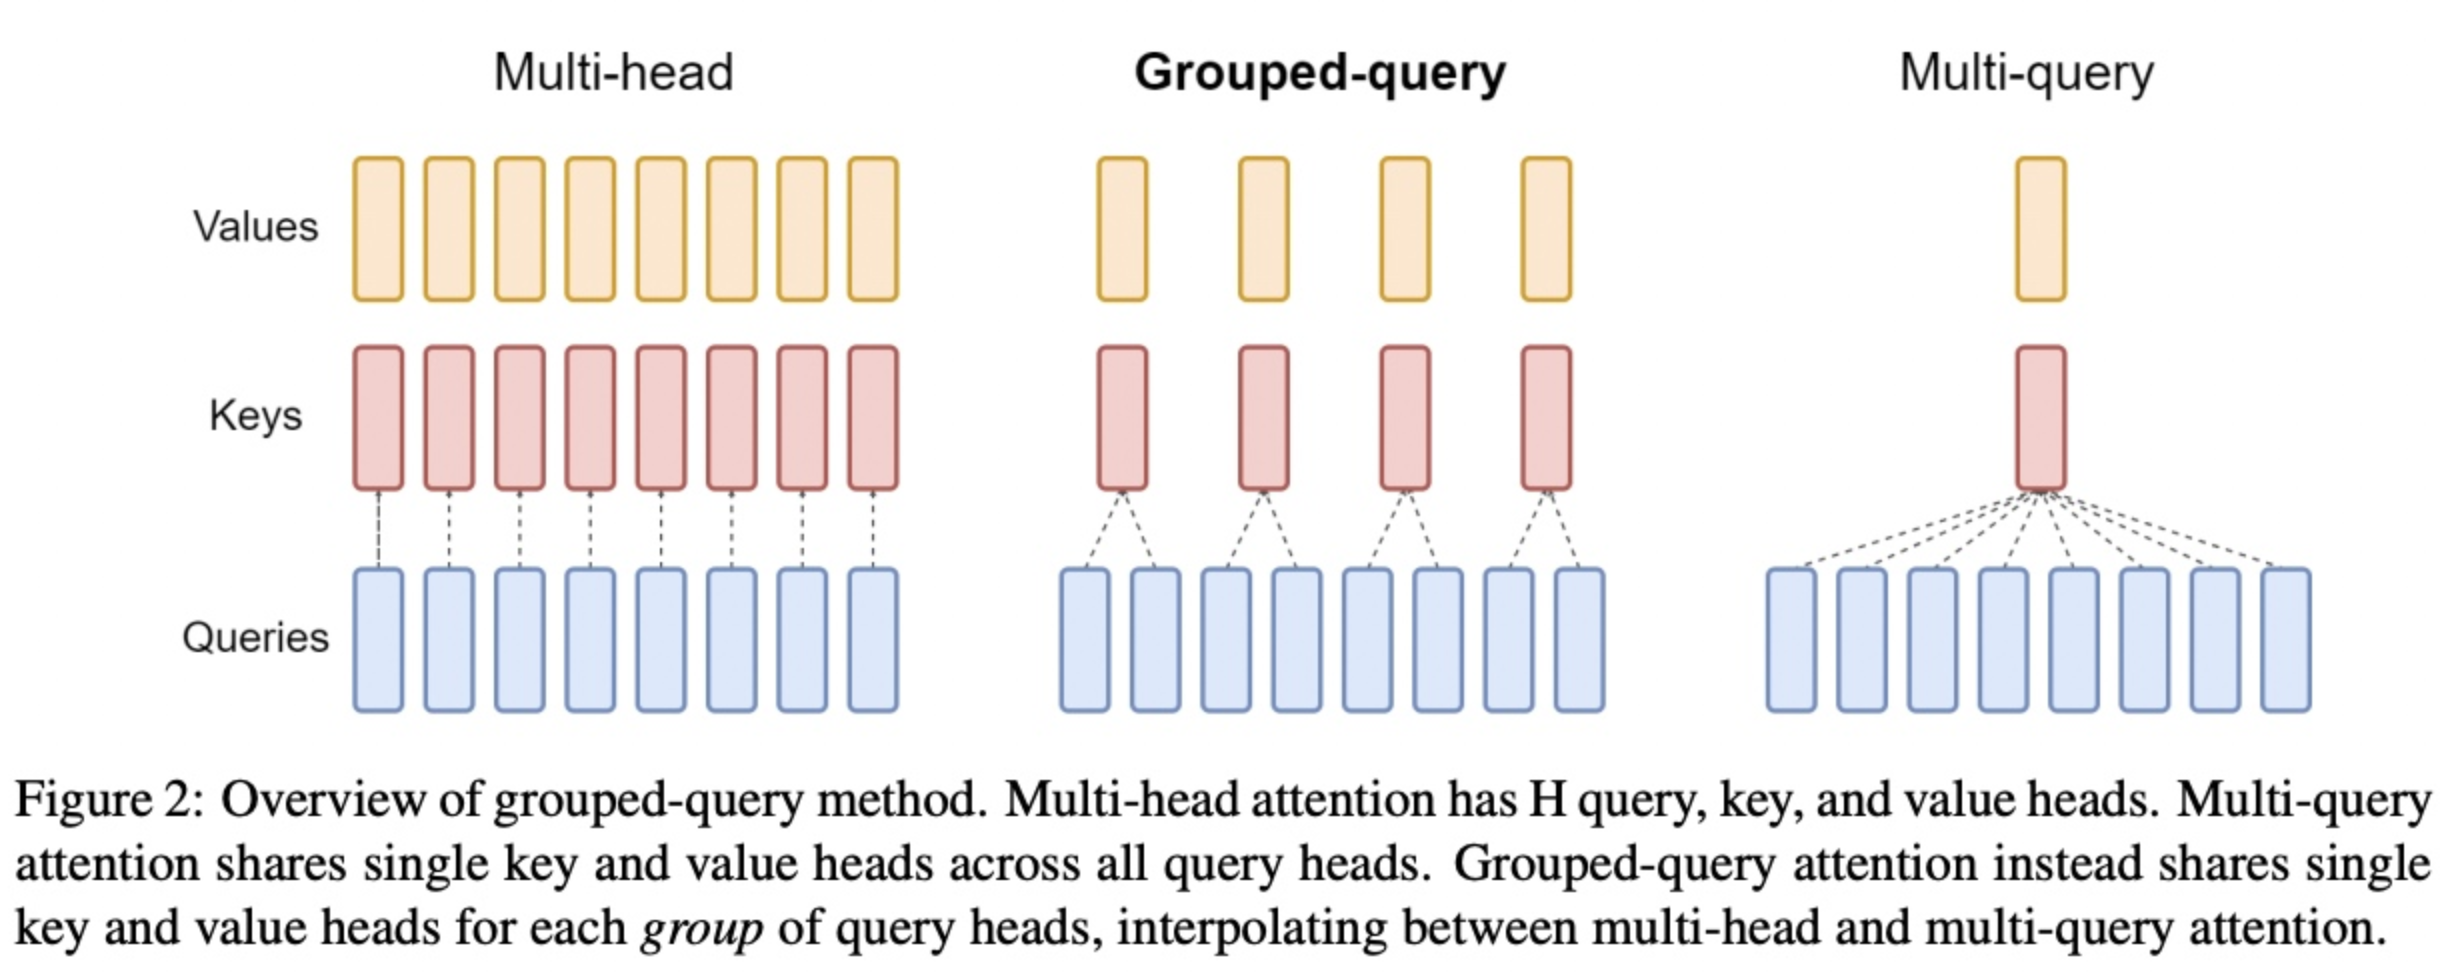 Multi-head
Grouped-query
Multi-query
Values
Keys
Queries
Figure 2: Overview of grouped-query method. Multi-head attention has H query, key, and value heads. Multi-query
attention shares single key and value heads across all query heads. Grouped-query attention instead shares single
key and value heads for each group of query heads, interpolating between multi-head and multi-query attention.